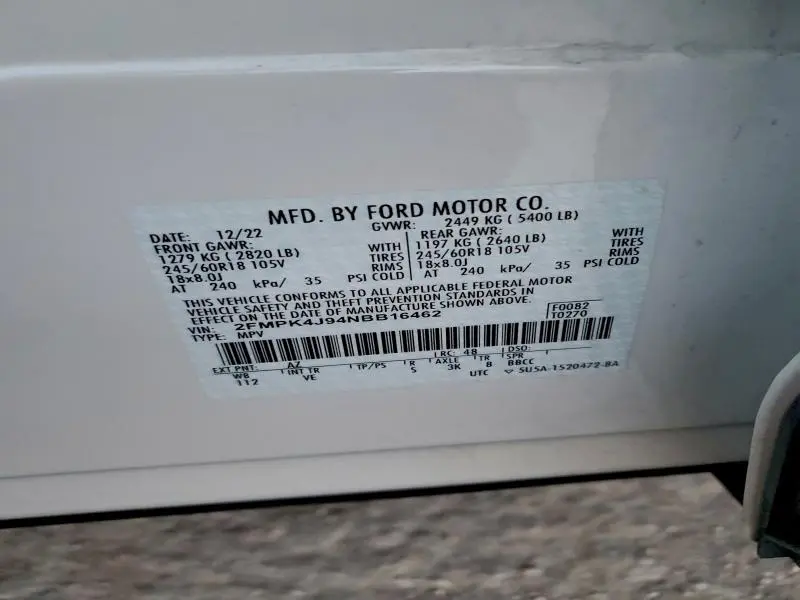 MFD. BY FORD MOTOR CO.
DATE: 12/22 GVWR: 2449 KG ( 5400 LB)
FRONT GAWR: WITH
1279 KG ( 2820 LB) TIRES
245/60R18 105V RIMS
18x8.0J
AT 240 kPa/ 35 PSI COLD
REAR GAWR: WITH
1197 KG ( 2640 LB) TIRES
245/60R18 105V RIMS
18x8.0J
AT 240 kPa/ 35 PSI COLD
THIS VEHICLE CONFORMS TO ALL APPLICABLE FEDERAL MOTOR
VEHICLE SAFETY AND THEFT PREVENTION STANDARDS IN
EFFECT ON THE DATE OF MANUFACTURE SHOWN ABOVE.
VIN: 2FMPK4J94NBB16462
TYPE: MPV
F0082
T0270
EXT PNT: AZ LRC: 48 DSO:
WB INT TR TP/PS R AXLE TR SPR
112 VE S 3K 8 BBCC
UTC ▽ 5U5A-1520472-BA